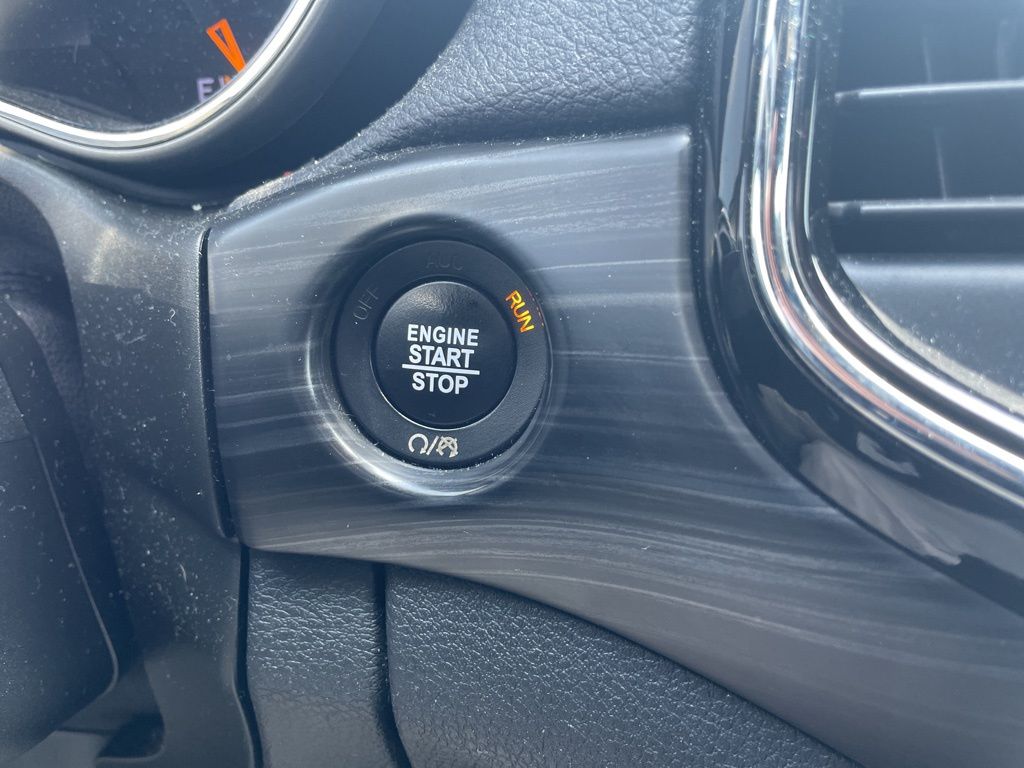 E
ACC
OFF
RUN
ENGINE
START
STOP